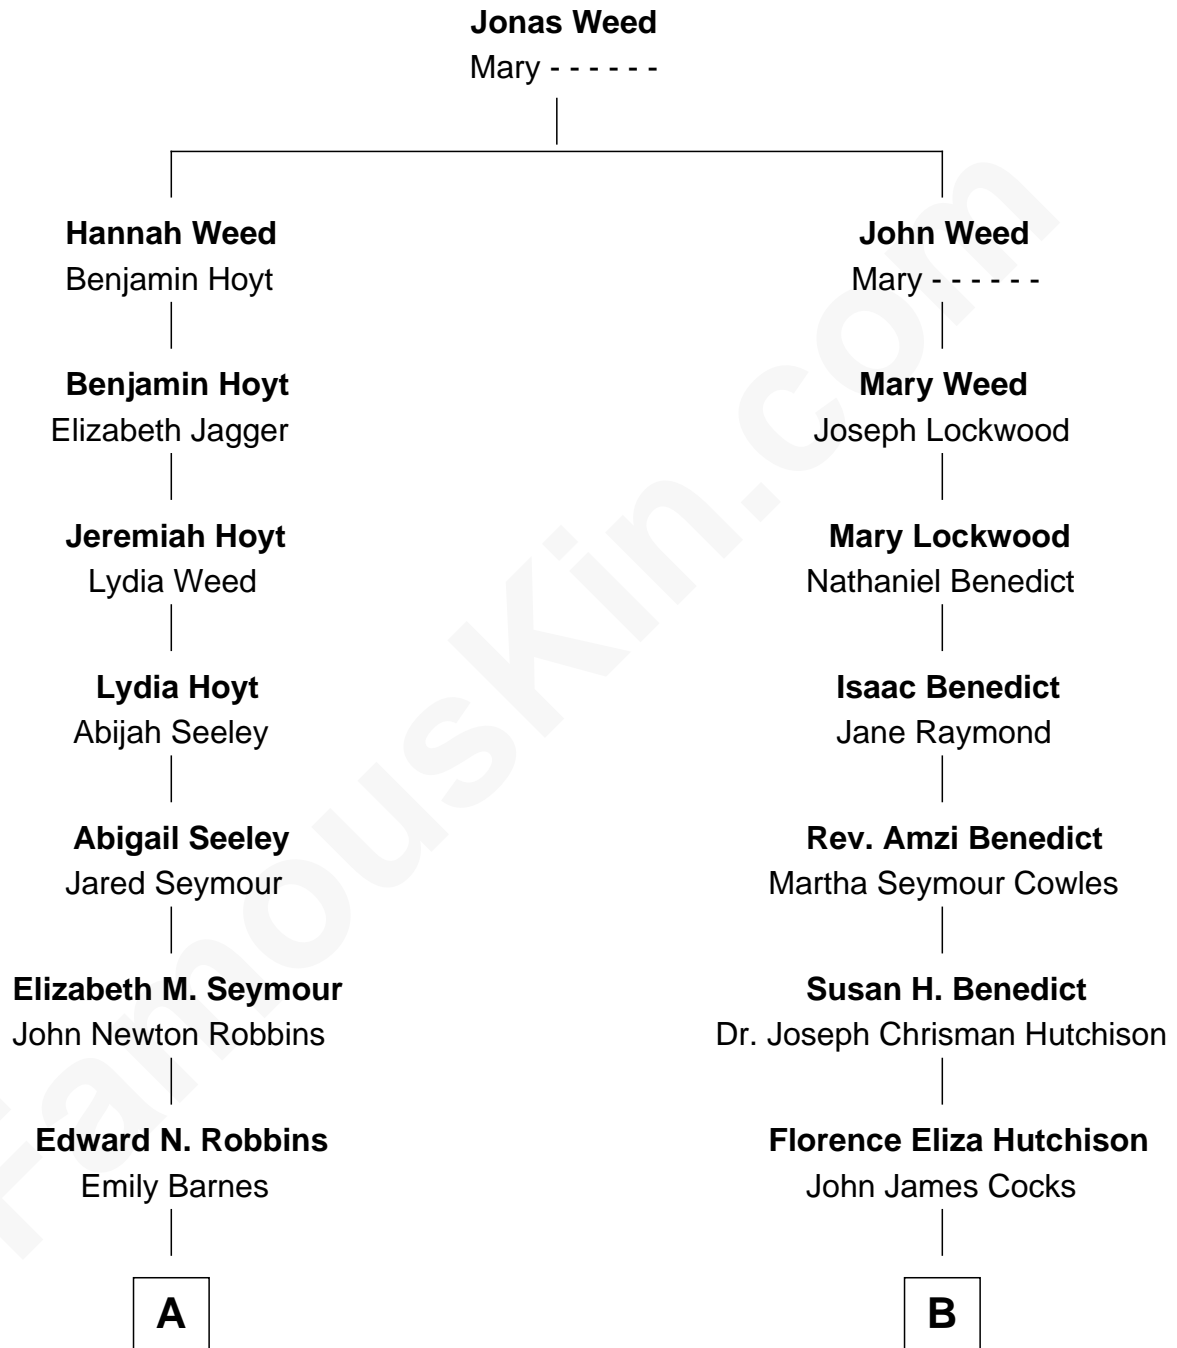 Jonas Weed
Mary - - - - - -
Hannah Weed
Benjamin Hoyt
John Weed
Mary - - - - - -
Benjamin Hoyt
Elizabeth Jagger
Mary Weed
Joseph Lockwood
Jeremiah Hoyt
Lydia Weed
Mary Lockwood
Nathaniel Benedict
Lydia Hoyt
Abijah Seeley
Isaac Benedict
Jane Raymond
Abigail Seeley
Jared Seymour
Rev. Amzi Benedict
Martha Seymour Cowles
Elizabeth M. Seymour
John Newton Robbins
Susan H. Benedict
Dr. Joseph Chrisman Hutchison
Edward N. Robbins
Emily Barnes
Florence Eliza Hutchison
John James Cocks
A
B
FamousKin.com